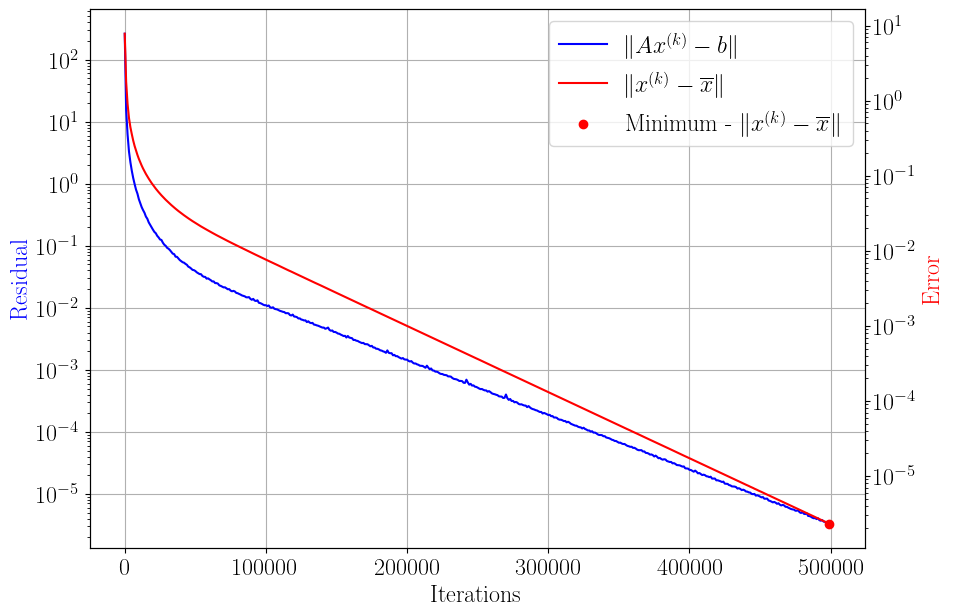 ‖Ax^(k) − b‖
‖x^(k) − x̅‖
Minimum - ‖x^(k) − x̅‖
Residual
10^2
10^1
10^0
10^−1
10^−2
10^−3
10^−4
10^−5
Error
10^1
10^0
10^−1
10^−2
10^−3
10^−4
10^−5
0 100000 200000 300000 400000 500000
Iterations